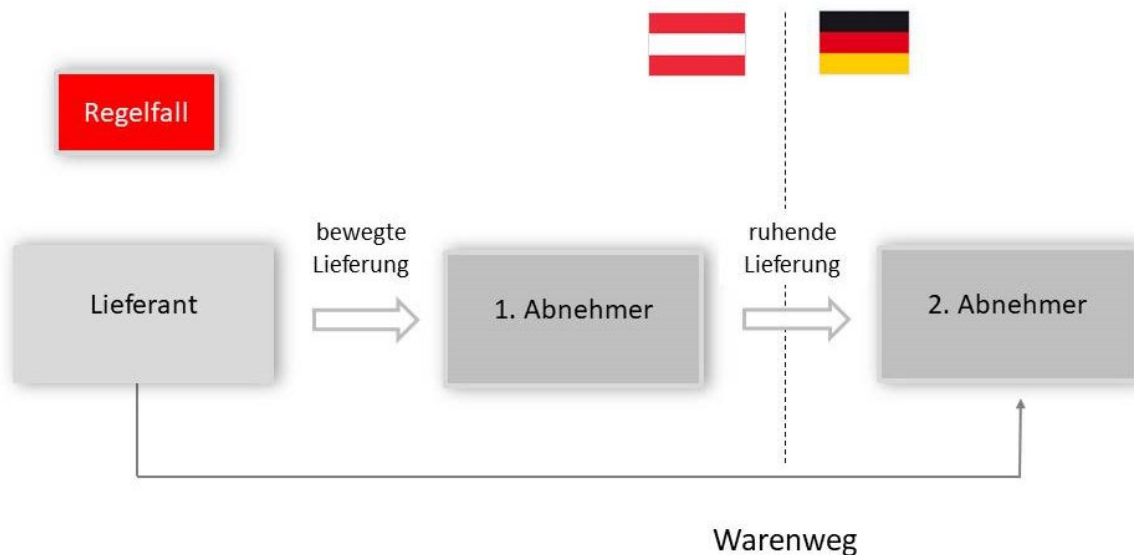 Regelfall
bewegte
Lieferung
ruhende
Lieferung
Lieferant
1. Abnehmer
2. Abnehmer
Warenweg